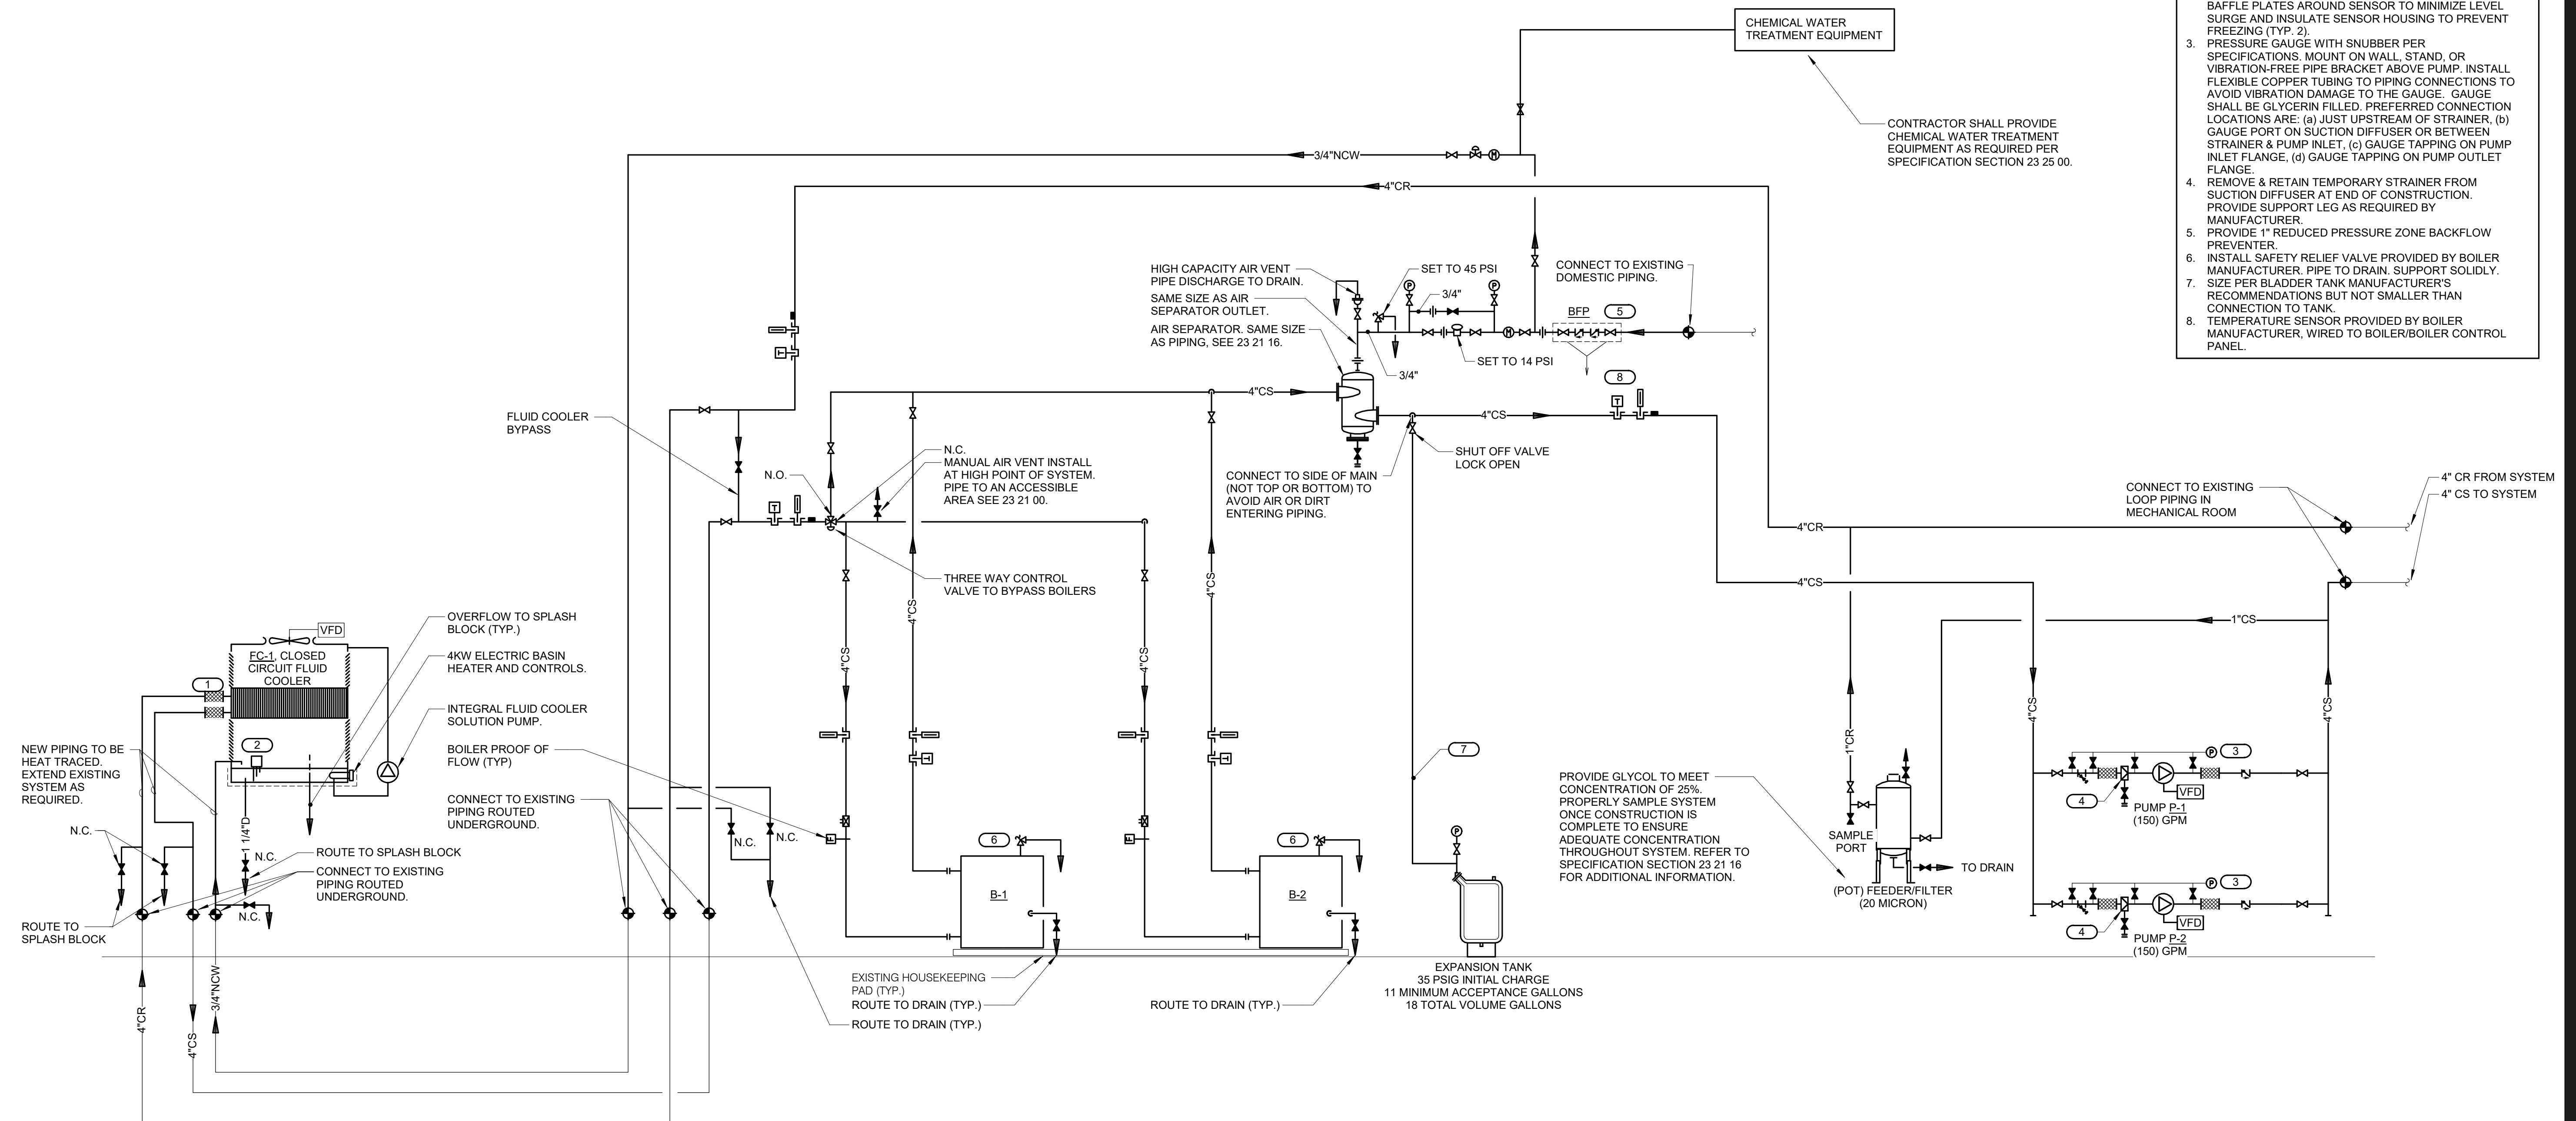 CHEMICAL WATER
TREATMENT EQUIPMENT
CONTRACTOR SHALL PROVIDE
CHEMICAL WATER TREATMENT
EQUIPMENT AS REQUIRED PER
SPECIFICATION SECTION 23 25 00.
BAFFLE PLATES AROUND SENSOR TO MINIMIZE LEVEL
SURGE AND INSULATE SENSOR HOUSING TO PREVENT
FREEZING (TYP. 2).
3. PRESSURE GAUGE WITH SNUBBER PER
SPECIFICATIONS. MOUNT ON WALL, STAND, OR
VIBRATION-FREE PIPE BRACKET ABOVE PUMP. INSTALL
FLEXIBLE COPPER TUBING TO PIPING CONNECTIONS TO
AVOID VIBRATION DAMAGE TO THE GAUGE. GAUGE
SHALL BE GLYCERIN FILLED. PREFERRED CONNECTION
LOCATIONS ARE: (a) JUST UPSTREAM OF STRAINER, (b)
GAUGE PORT ON SUCTION DIFFUSER OR BETWEEN
STRAINER & PUMP INLET, (c) GAUGE TAPPING ON PUMP
INLET FLANGE, (d) GAUGE TAPPING ON PUMP OUTLET
FLANGE.
4. REMOVE & RETAIN TEMPORARY STRAINER FROM
SUCTION DIFFUSER AT END OF CONSTRUCTION.
PROVIDE SUPPORT LEG AS REQUIRED BY
MANUFACTURER.
5. PROVIDE 1" REDUCED PRESSURE ZONE BACKFLOW
PREVENTER.
6. INSTALL SAFETY RELIEF VALVE PROVIDED BY BOILER
MANUFACTURER. PIPE TO DRAIN. SUPPORT SOLIDLY.
7. SIZE PER BLADDER TANK MANUFACTURER'S
RECOMMENDATIONS BUT NOT SMALLER THAN
CONNECTION TO TANK.
8. TEMPERATURE SENSOR PROVIDED BY BOILER
MANUFACTURER, WIRED TO BOILER/BOILER CONTROL
PANEL.
3/4"NCW
M
4"CR
HIGH CAPACITY AIR VENT
PIPE DISCHARGE TO DRAIN.
SAME SIZE AS AIR
SEPARATOR OUTLET.
AIR SEPARATOR. SAME SIZE
AS PIPING, SEE 23 21 16.
SET TO 45 PSI
P
P
3/4"
M
BFP
5
CONNECT TO EXISTING
DOMESTIC PIPING.
SET TO 14 PSI
3/4"
8
T
T
4"CS
4"CS
FLUID COOLER
BYPASS
N.C.
MANUAL AIR VENT INSTALL
AT HIGH POINT OF SYSTEM.
PIPE TO AN ACCESSIBLE
AREA SEE 23 21 00.
N.O.
T
SHUT OFF VALVE
LOCK OPEN
CONNECT TO SIDE OF MAIN
(NOT TOP OR BOTTOM) TO
AVOID AIR OR DIRT
ENTERING PIPING.
CONNECT TO EXISTING
LOOP PIPING IN
MECHANICAL ROOM
4" CR FROM SYSTEM
4" CS TO SYSTEM
4"CR
4"CS
THREE WAY CONTROL
VALVE TO BYPASS BOILERS
4"CS
4"CS
4"CS
4"CS
1"CS
VFD
FC-1, CLOSED
CIRCUIT FLUID
COOLER
1
2
OVERFLOW TO SPLASH
BLOCK (TYP.)
4KW ELECTRIC BASIN
HEATER AND CONTROLS.
INTEGRAL FLUID COOLER
SOLUTION PUMP.
BOILER PROOF OF
FLOW (TYP)
CONNECT TO EXISTING
PIPING ROUTED
UNDERGROUND.
NEW PIPING TO BE
HEAT TRACED.
EXTEND EXISTING
SYSTEM AS
REQUIRED.
N.C.
1 1/4"D
N.C.
ROUTE TO SPLASH BLOCK
CONNECT TO EXISTING
PIPING ROUTED
UNDERGROUND.
N.C.
ROUTE TO
SPLASH BLOCK
N.C.
N.C.
T
T
F
F
6
B-1
6
B-2
P
7
1"CR
4"CS
4"CS
PROVIDE GLYCOL TO MEET
CONCENTRATION OF 25%.
PROPERLY SAMPLE SYSTEM
ONCE CONSTRUCTION IS
COMPLETE TO ENSURE
ADEQUATE CONCENTRATION
THROUGHOUT SYSTEM. REFER TO
SPECIFICATION SECTION 23 21 16
FOR ADDITIONAL INFORMATION.
SAMPLE
PORT
TO DRAIN
(POT) FEEDER/FILTER
(20 MICRON)
P
3
VFD
4
PUMP P-1
(150) GPM
P
3
VFD
4
PUMP P-2
(150) GPM
EXISTING HOUSEKEEPING
PAD (TYP.)
ROUTE TO DRAIN (TYP.)
ROUTE TO DRAIN (TYP.)
ROUTE TO DRAIN (TYP.)
EXPANSION TANK
35 PSIG INITIAL CHARGE
11 MINIMUM ACCEPTANCE GALLONS
18 TOTAL VOLUME GALLONS
4"CR
4"CS
3/4"NCW